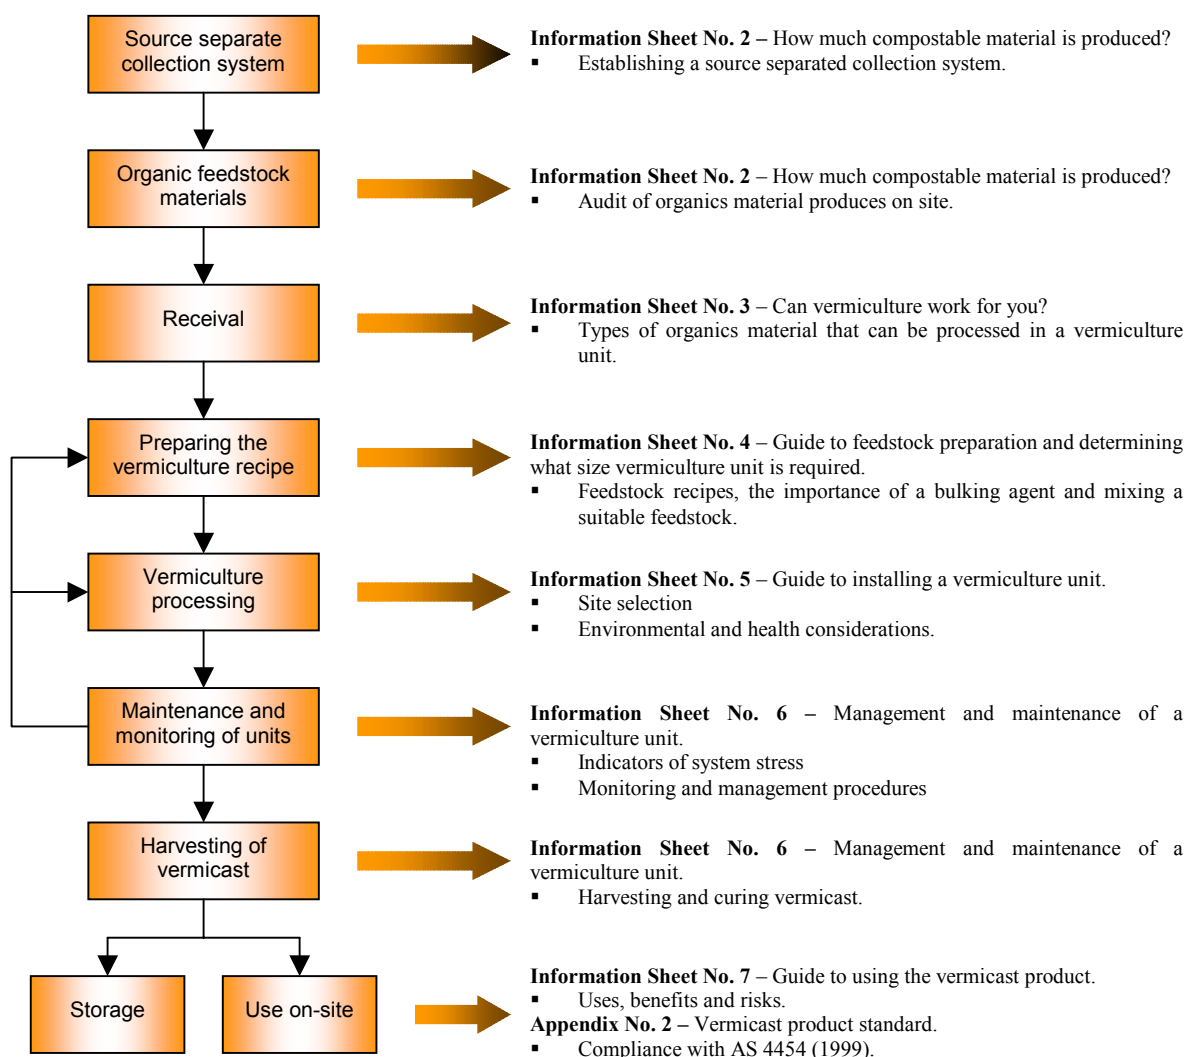 Source separate
collection system
Information Sheet No. 2 – How much compostable material is produced?
▪ Establishing a source separated collection system.
Organic feedstock
materials
Information Sheet No. 2 – How much compostable material is produced?
▪ Audit of organics material produces on site.
Receival
Information Sheet No. 3 – Can vermiculture work for you?
▪ Types of organics material that can be processed in a vermiculture
unit.
Preparing the
vermiculture recipe
Information Sheet No. 4 – Guide to feedstock preparation and determining
what size vermiculture unit is required.
▪ Feedstock recipes, the importance of a bulking agent and mixing a
suitable feedstock.
Vermiculture
processing
Information Sheet No. 5 – Guide to installing a vermiculture unit.
▪ Site selection
▪ Environmental and health considerations.
Maintenance and
monitoring of units
Information Sheet No. 6 – Management and maintenance of a
vermiculture unit.
▪ Indicators of system stress
▪ Monitoring and management procedures
Harvesting of
vermicast
Information Sheet No. 6 – Management and maintenance of a
vermiculture unit.
▪ Harvesting and curing vermicast.
Storage
Use on-site
Information Sheet No. 7 – Guide to using the vermicast product.
▪ Uses, benefits and risks.
Appendix No. 2 – Vermicast product standard.
▪ Compliance with AS 4454 (1999).